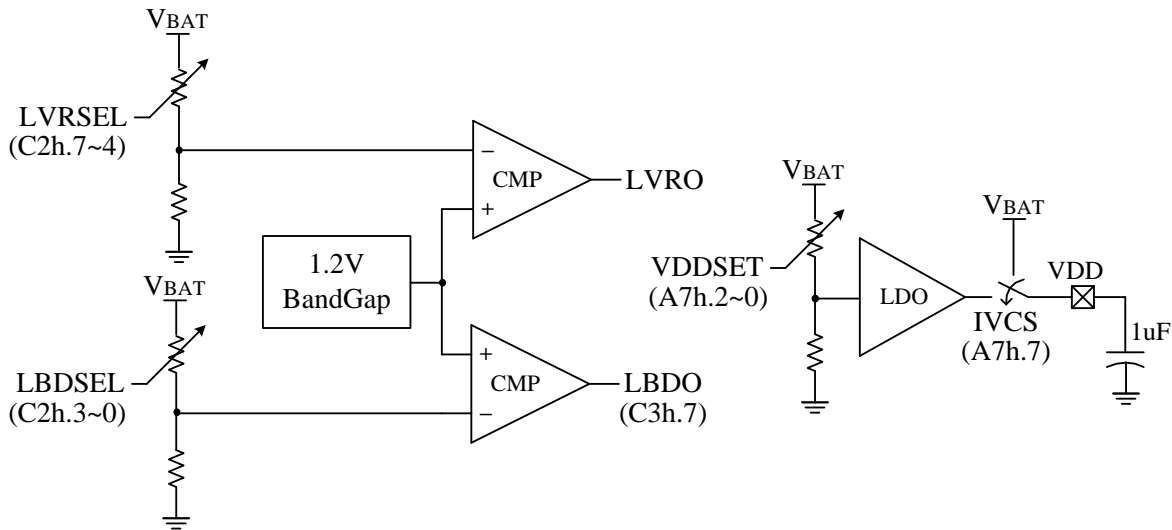 VBAT
LVRSEL
(C2h.7~4)
−
CMP
+
LVRO
1.2V
BandGap
VBAT
LBDSEL
(C2h.3~0)
+
CMP
−
LBDO
(C3h.7)
VBAT
VDDSET
(A7h.2~0)
LDO
VBAT
IVCS
(A7h.7)
VDD
1uF